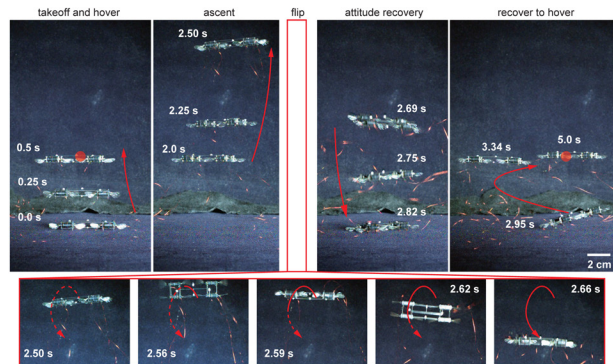 takeoff and hover
ascent
flip
attitude recovery
recover to hover
0.5 s
0.25 s
0.0 s
2.50 s
2.25 s
2.0 s
2.69 s
2.75 s
2.82 s
3.34 s
5.0 s
2.95 s
2 cm
2.50 s
2.56 s
2.59 s
2.62 s
2.66 s